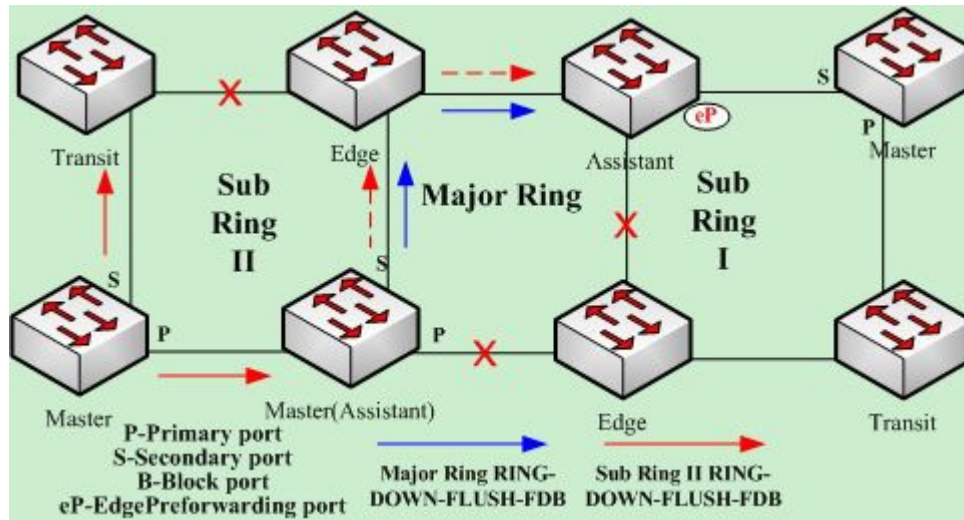 S
eP
P
Transit
Edge
Assistant
Master
Sub
Ring
II
Major Ring
Sub
Ring
I
S
S
P
P
Master
Master(Assistant)
Edge
Transit
P-Primary port
S-Secondary port
B-Block port
eP-EdgePreforwarding port
Major Ring RING-
DOWN-FLUSH-FDB
Sub Ring II RING-
DOWN-FLUSH-FDB